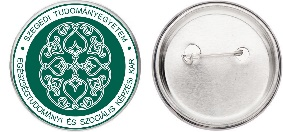 SZEGEDI TUDOMÁNYEGYETEM
EGÉSZSÉGTUDOMÁNYI ÉS SZOCIÁLIS KÉPZÉSI KAR